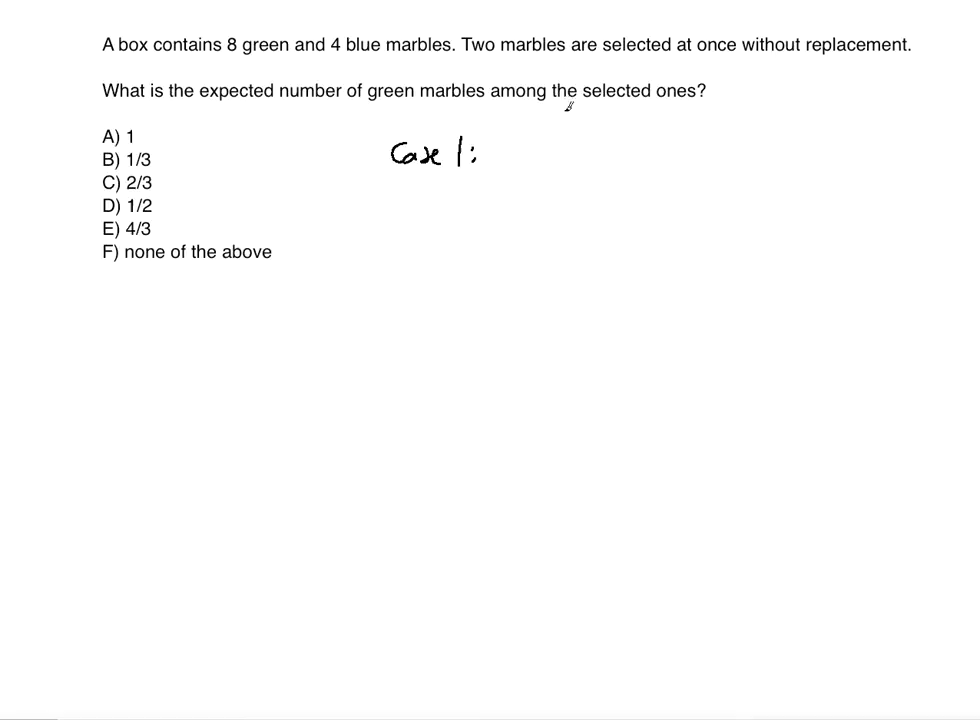 A box contains 8 green and 4 blue marbles. Two marbles are selected at once without replacement.
What is the expected number of green marbles among the selected ones?
A) 1
B) 1/3
C) 2/3
D) 1/2
E) 4/3
F) none of the above
Case 1: